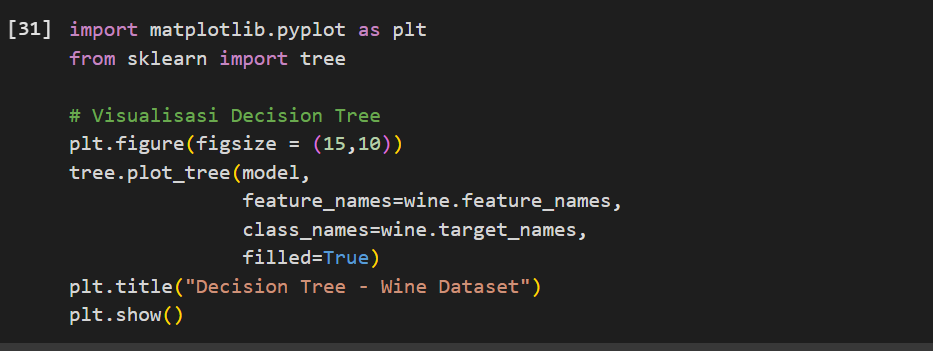 [31] import matplotlib.pyplot as plt
from sklearn import tree
# Visualisasi Decision Tree
plt.figure(figsize = (15,10))
tree.plot_tree(model,
feature_names=wine.feature_names,
class_names=wine.target_names,
filled=True)
plt.title("Decision Tree - Wine Dataset")
plt.show()